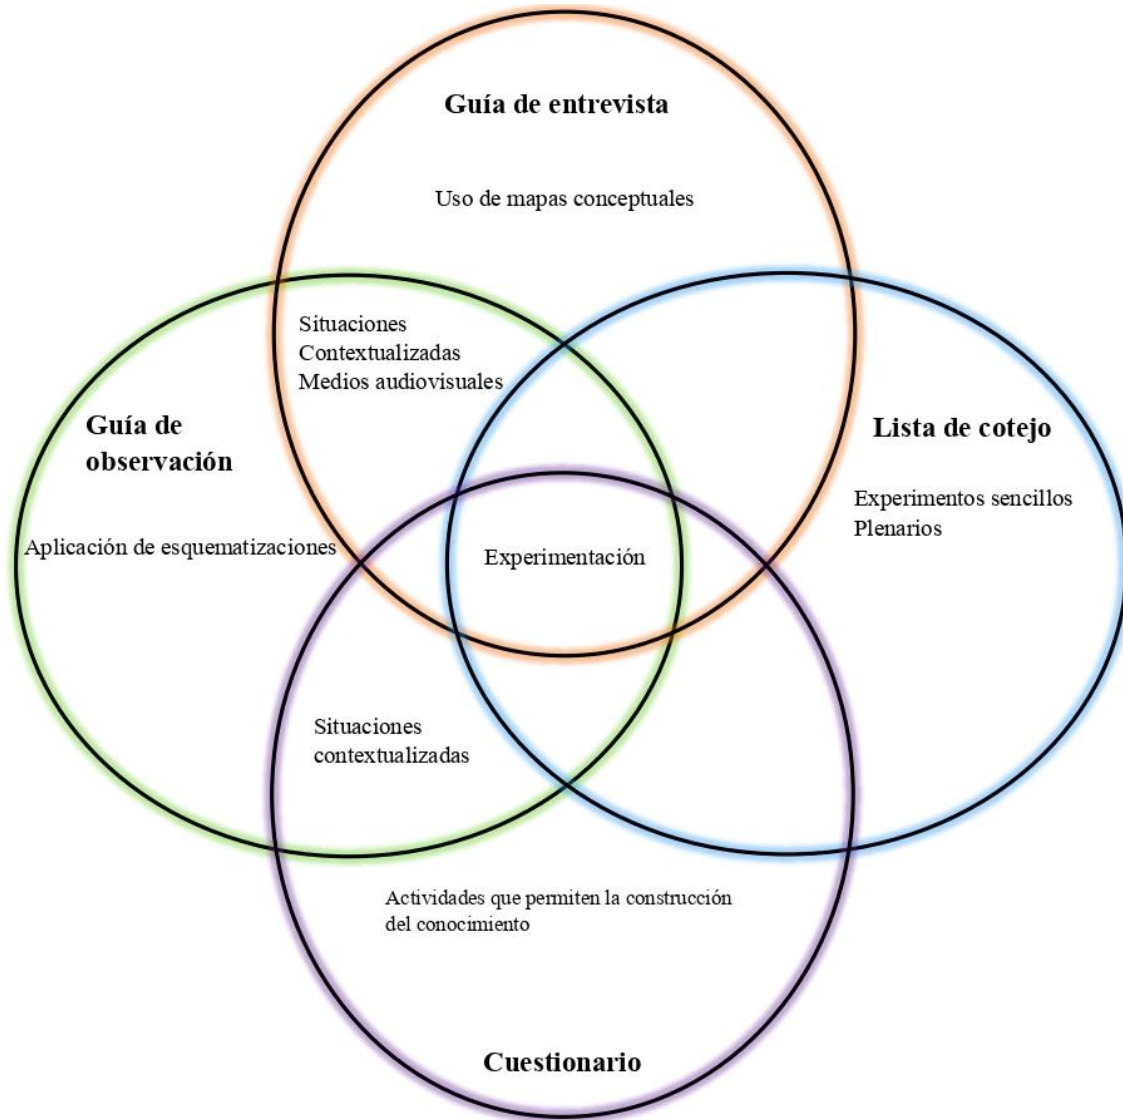 Guía de entrevista
Uso de mapas conceptuales
Situaciones
Contextualizadas
Medios audiovisuales
Guía de
observación
Aplicación de esquematizaciones
Lista de cotejo
Experimentos sencillos
Plenarios
Experimentación
Situaciones
contextualizadas
Actividades que permiten la construcción
del conocimiento
Cuestionario